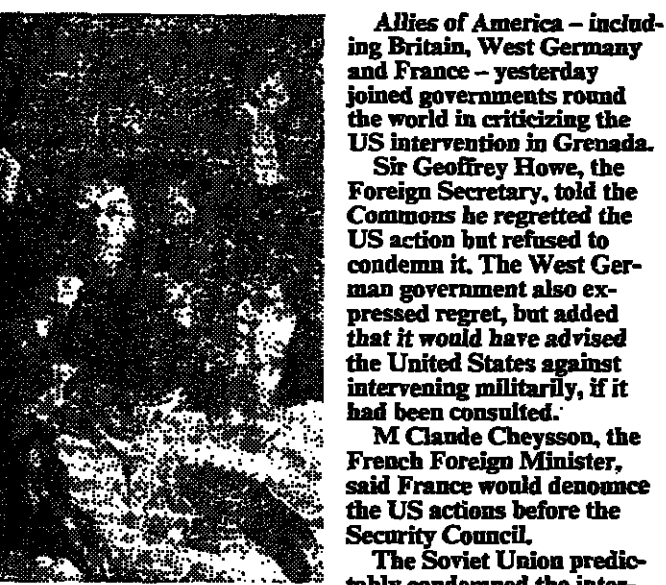 Allies of America – includ-
ing Britain, West Germany
and France – yesterday
joined governments round
the world in criticizing the
US intervention in Grenada.
Sir Geoffrey Howe, the
Foreign Secretary, told the
Commons he regretted the
US action but refused to
condemn it. The West Ger-
man government also ex-
pressed regret, but added
that it would have advised
the United States against
intervening militarily, if it
had been consulted.
M Claude Cheysson, the
French Foreign Minister,
said France would denounce
the US actions before the
Security Council.
The Soviet Union predic-
tably condemned the inter-